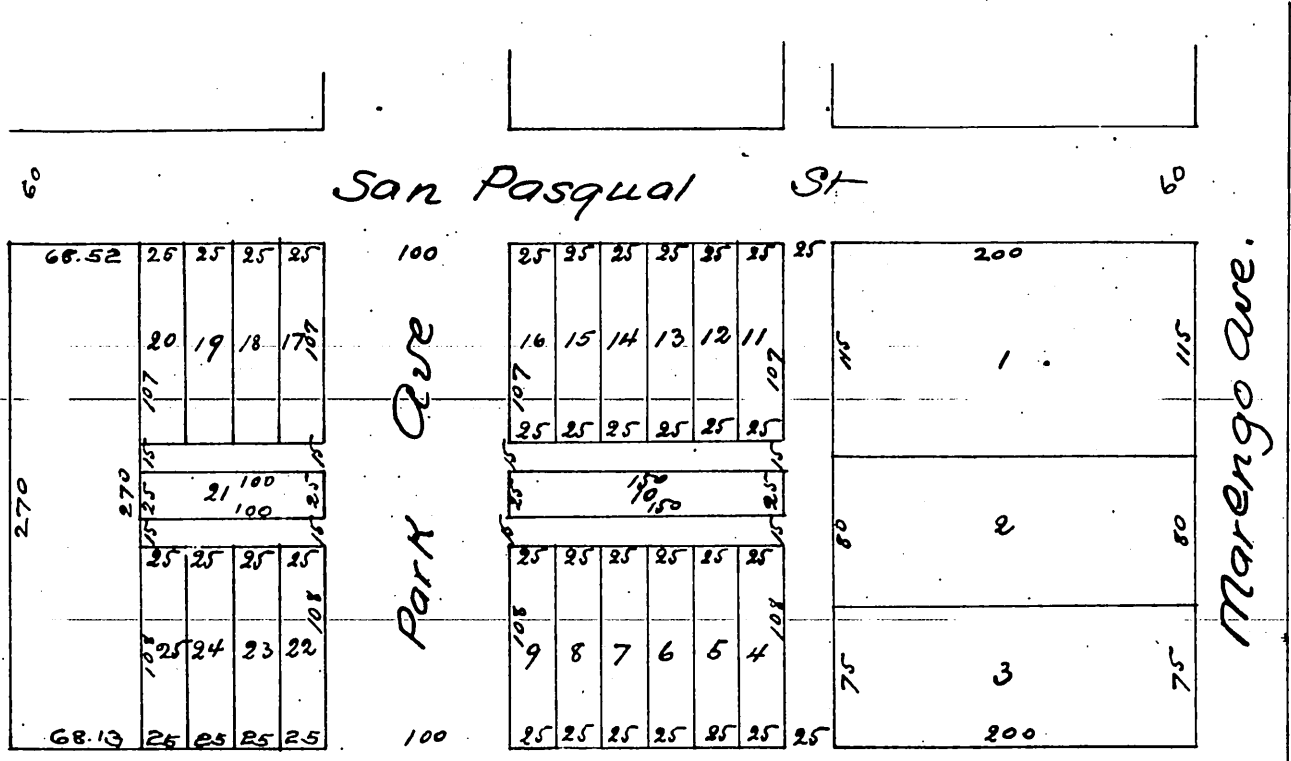 60 San Pasqual St 60
68.52 25 25 25 25 100 25 25 25 25 25 25 25 200
20 19 18 17 107 16 15 14 13 12 11 115 1 115
107 107 107
25 25 25 25 25 25
15 15 15 15
270 270 25 21 100 25 25 150 10 25
100 150
15 15 15 15 80 2 80
25 25 25 25 25 25 25 25 25 25
108 108 108
108 25 24 23 22 9 8 7 6 5 4 75 3 75
68.13 25 25 25 25 100 25 25 25 25 25 25 25 200
Park Ave
Marengo Ave.